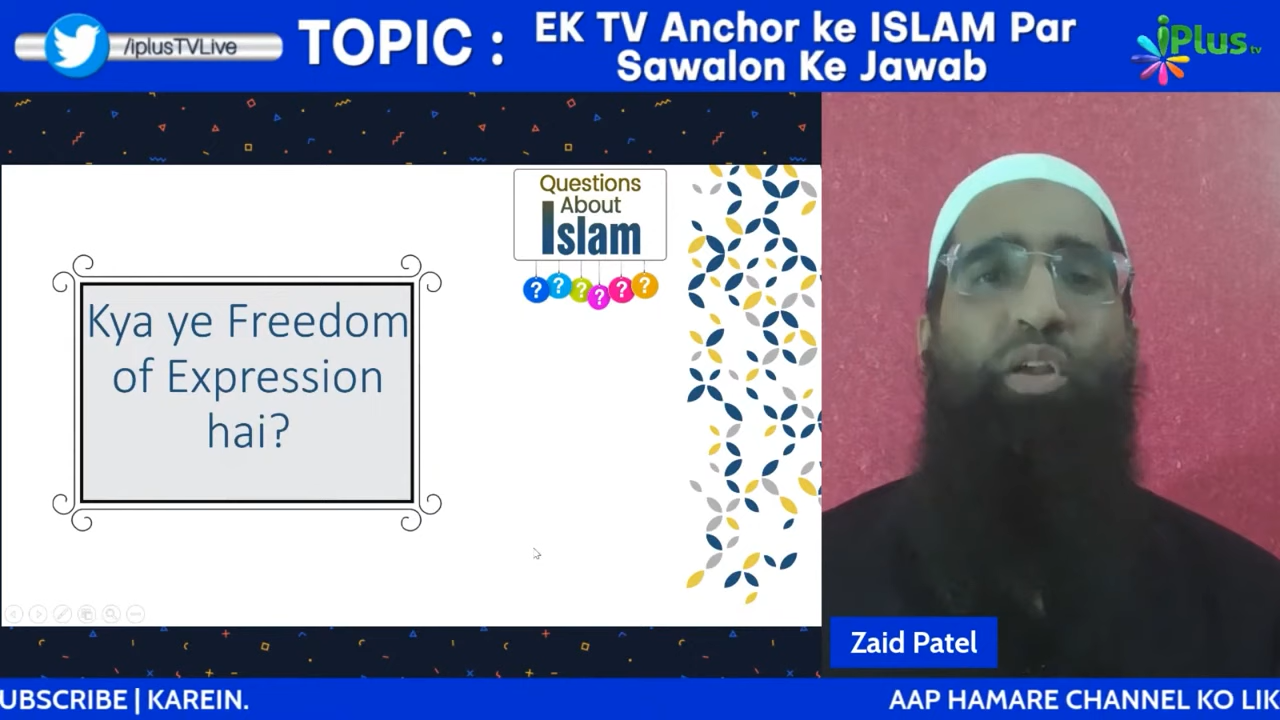 /iplusTVLive
TOPIC :
EK TV Anchor ke ISLAM Par
Sawalon Ke Jawab
iPlus tv
Questions
About
Islam
? ? ? ? ? ?
Kya ye Freedom
of Expression
hai?
Zaid Patel
UBSCRIBE | KAREIN.
AAP HAMARE CHANNEL KO LIK